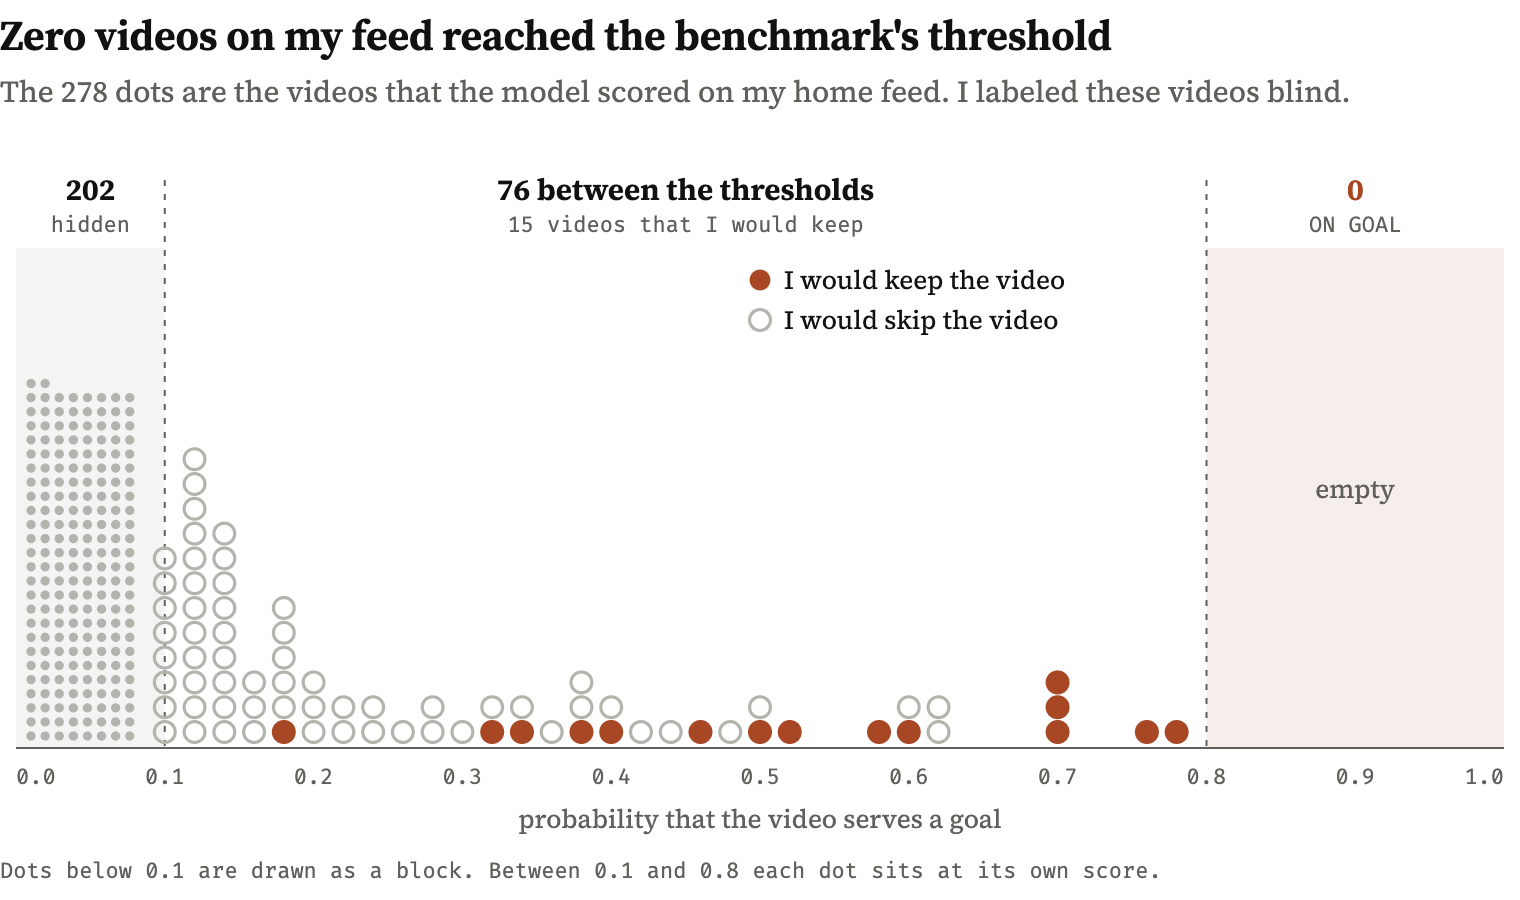 Zero videos on my feed reached the benchmark's threshold
The 278 dots are the videos that the model scored on my home feed. I labeled these videos blind.
202
hidden
76 between the thresholds
15 videos that I would keep
0
ON GOAL
I would keep the video
I would skip the video
empty
0.0 0.1 0.2 0.3 0.4 0.5 0.6 0.7 0.8 0.9 1.0
probability that the video serves a goal
Dots below 0.1 are drawn as a block. Between 0.1 and 0.8 each dot sits at its own score.